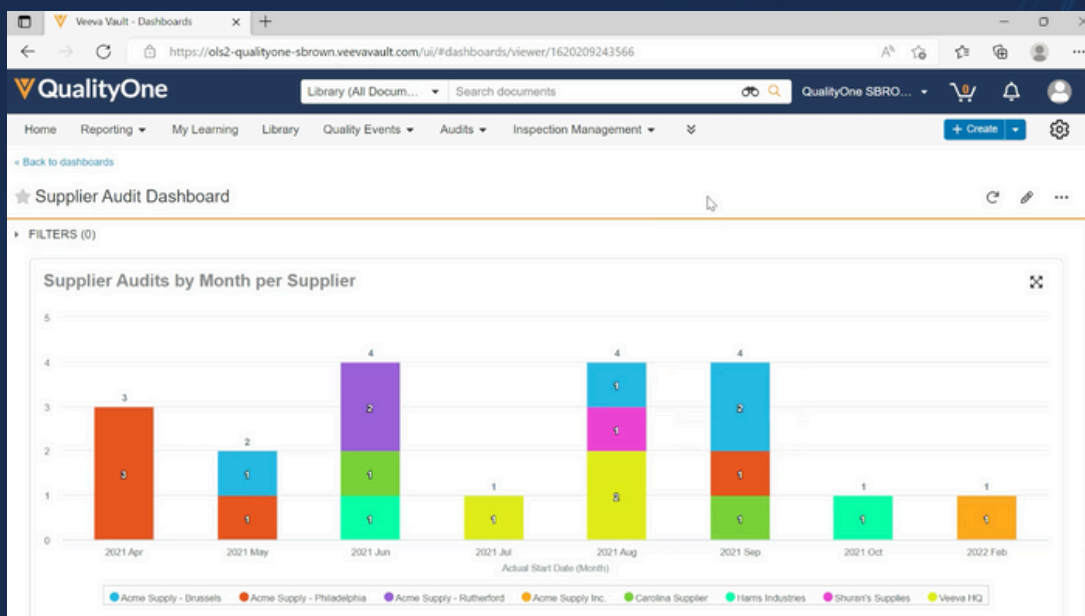 Veeva Vault - Dashboards
https://ols2-qualityone-sbrown.veevavault.com/ui/#dashboards/viewer/1620209243566
QualityOne
Library (All Docum... Search documents QualityOne SBRO... 0
Home Reporting My Learning Library Quality Events Audits Inspection Management + Create
« Back to dashboards
Supplier Audit Dashboard
FILTERS (0)
Supplier Audits by Month per Supplier
5
4 4 4 4
3 3
2 2
1 1 1 1
0
3
1 1
2 1 1
1
1 1 2
2 1 1
1
1
2021 Apr 2021 May 2021 Jun 2021 Jul 2021 Aug 2021 Sep 2021 Oct 2022 Feb
Actual Start Date (Month)
Acme Supply - Brussels Acme Supply - Philadelphia Acme Supply - Rutherford Acme Supply Inc. Carolina Supplier Harris Industries Shuran's Supplies Veeva HQ